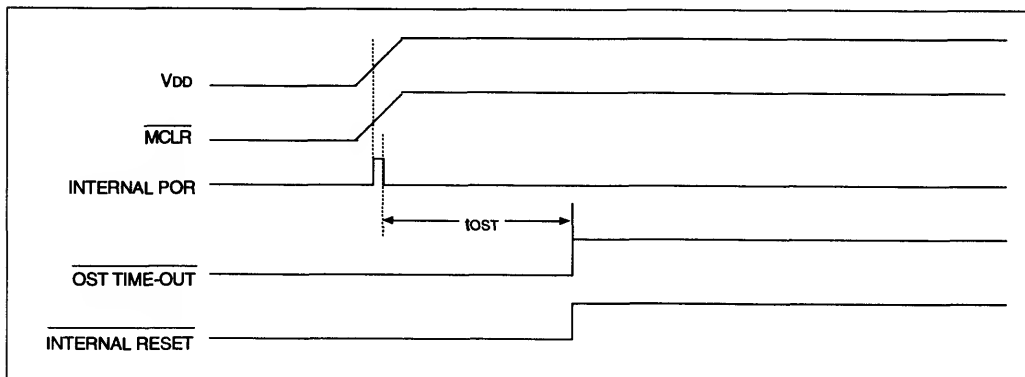 VDD
MCLR
INTERNAL POR
tOST
OST TIME-OUT
INTERNAL RESET